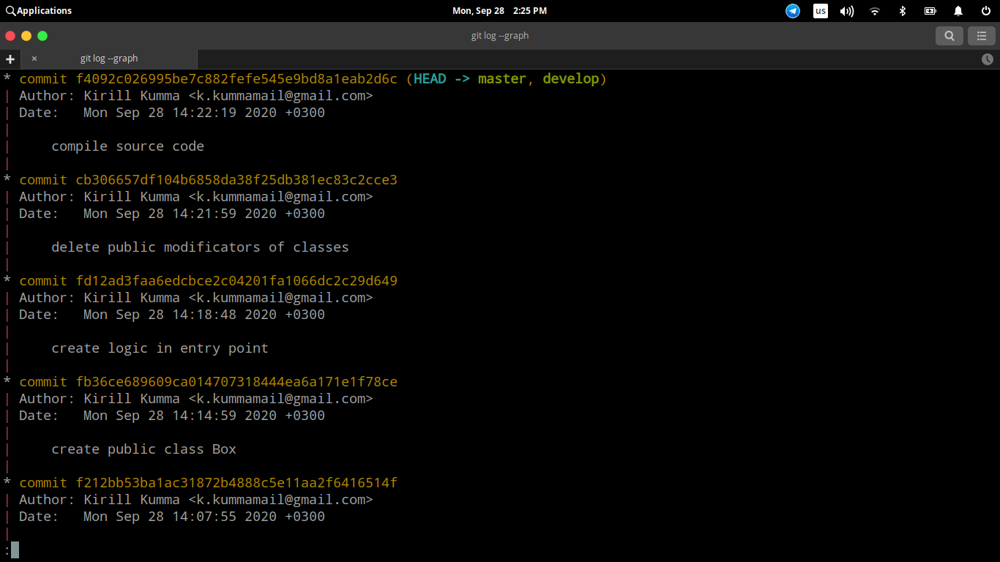 Applications
Mon, Sep 28 2:25 PM
us
git log --graph
git log --graph
* commit f4092c026995be7c882fefe545e9bd8a1eab2d6c (HEAD -> master, develop)
| Author: Kirill Kumma <k.kummamail@gmail.com>
| Date:   Mon Sep 28 14:22:19 2020 +0300
|
|     compile source code
|
* commit cb306657df104b6858da38f25db381ec83c2cce3
| Author: Kirill Kumma <k.kummamail@gmail.com>
| Date:   Mon Sep 28 14:21:59 2020 +0300
|
|     delete public modificators of classes
|
* commit fd12ad3faa6edcbce2c04201fa1066dc2c29d649
| Author: Kirill Kumma <k.kummamail@gmail.com>
| Date:   Mon Sep 28 14:18:48 2020 +0300
|
|     create logic in entry point
|
* commit fb36ce689609ca014707318444ea6a171e1f78ce
| Author: Kirill Kumma <k.kummamail@gmail.com>
| Date:   Mon Sep 28 14:14:59 2020 +0300
|
|     create public class Box
|
* commit f212bb53ba1ac31872b4888c5e11aa2f6416514f
| Author: Kirill Kumma <k.kummamail@gmail.com>
| Date:   Mon Sep 28 14:07:55 2020 +0300
|
: